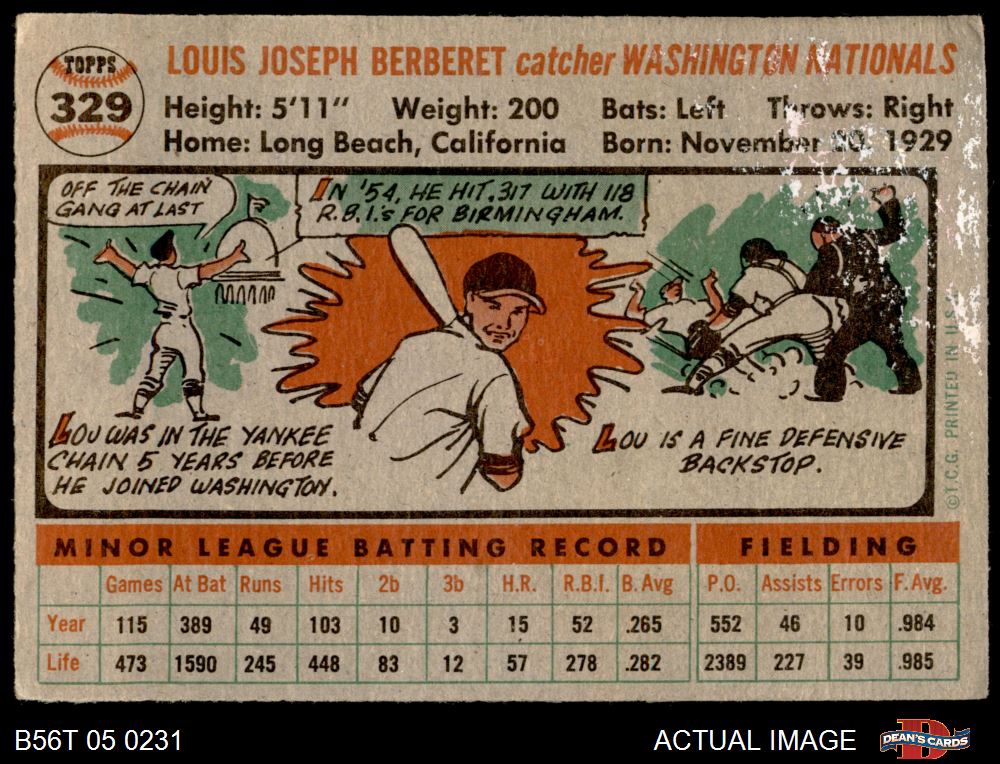 TOPPS
329
LOUIS JOSEPH BERBERET catcher WASHINGTON NATIONALS
Height: 5'11" Weight: 200 Bats: Left Throws: Right
Home: Long Beach, California Born: November 20, 1929
OFF THE CHAIN
GANG AT LAST
IN '54, HE HIT .317 WITH 118
R.B.I.'s FOR BIRMINGHAM.
LOU WAS IN THE YANKEE
CHAIN 5 YEARS BEFORE
HE JOINED WASHINGTON.
LOU IS A FINE DEFENSIVE
BACKSTOP.
©T.C.G. PRINTED IN U.S.A.
MINOR LEAGUE BATTING RECORD FIELDING
Games At Bat Runs Hits 2b 3b H.R. R.B.I. B. Avg P.O. Assists Errors F. Avg.
Year 115 389 49 103 10 3 15 52 .265 552 46 10 .984
Life 473 1590 245 448 83 12 57 278 .282 2389 227 39 .985
B56T 05 0231 ACTUAL IMAGE DEAN'S CARDS